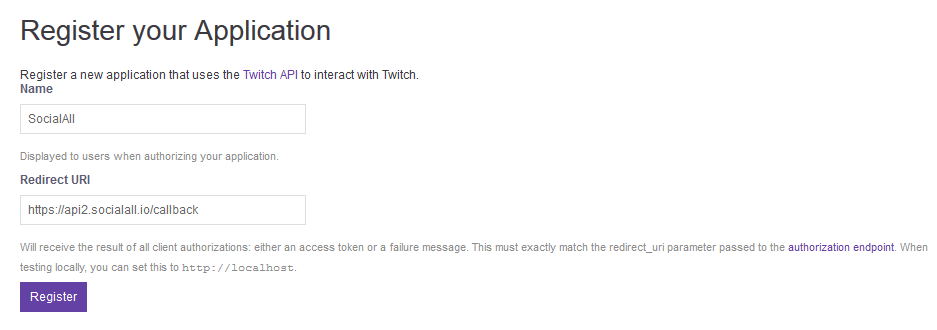 Register your Application
Register a new application that uses the Twitch API to interact with Twitch.
Name
SocialAll
Displayed to users when authorizing your application.
Redirect URI
https://api2.socialall.io/callback
Will receive the result of all client authorizations: either an access token or a failure message. This must exactly match the redirect_uri parameter passed to the authorization endpoint. When
testing locally, you can set this to http://localhost.
Register